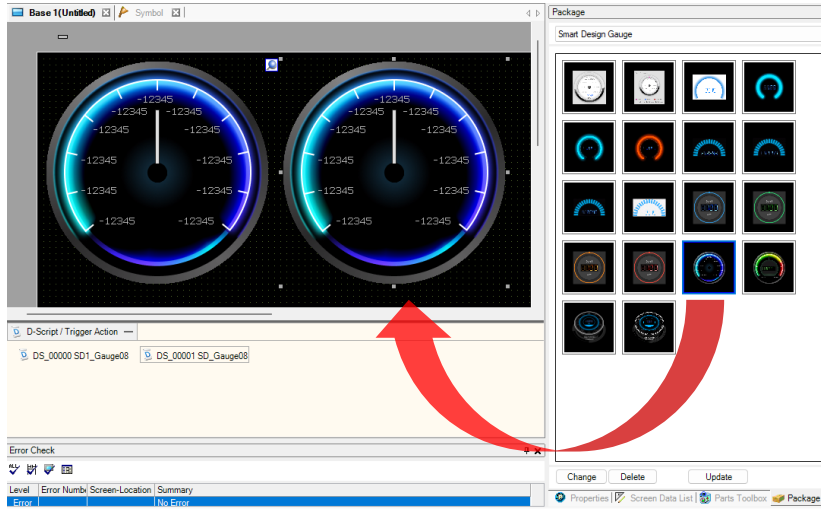 Base 1(Untitled)
Symbol
-12345
-12345 -12345
-12345 -12345
-12345 -12345
-12345 -12345
-12345 -12345
-12345
-12345 -12345
-12345 -12345
-12345 -12345
-12345 -12345
-12345 -12345
D-Script / Trigger Action
DS_00000 SD1_Gauge08
DS_00001 SD_Gauge08
Error Check
Level Error Numbe Screen-Location Summary
Error No Error
Package
Smart Design Gauge
Change Delete Update
Properties Screen Data List Parts Toolbox Package